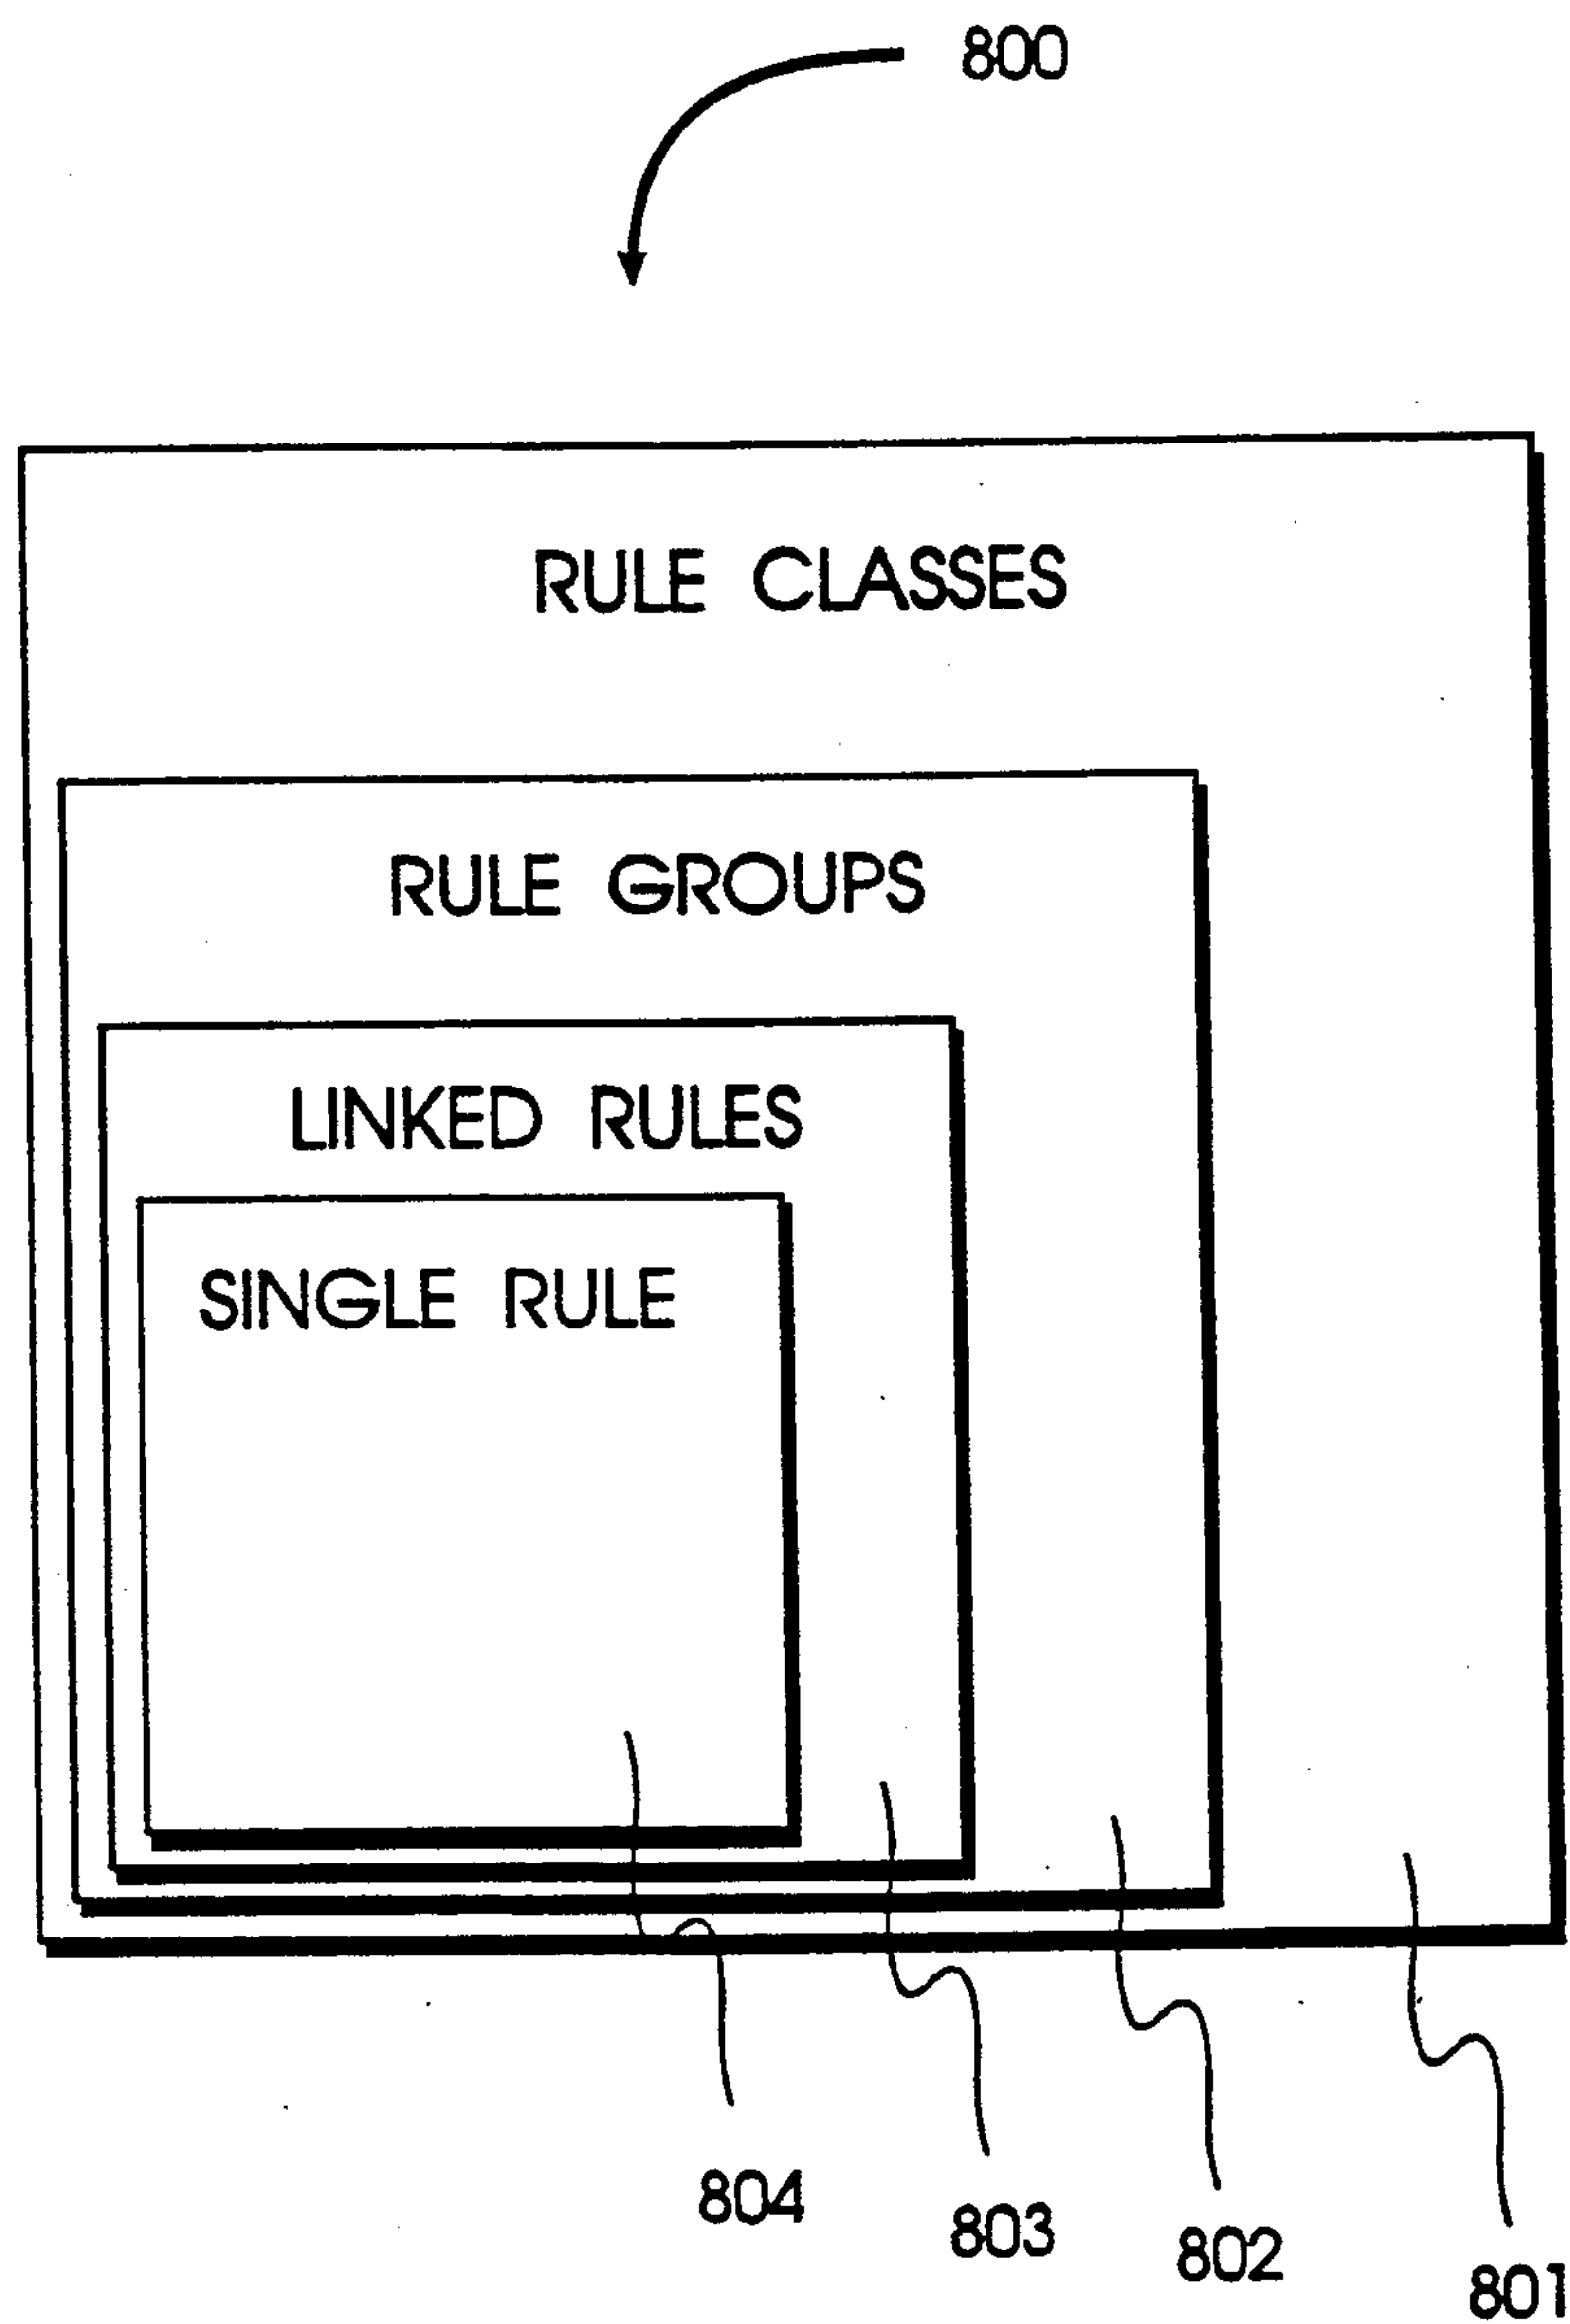 800
RULE CLASSES
RULE GROUPS
LINKED RULES
SINGLE RULE
804
803
802
801